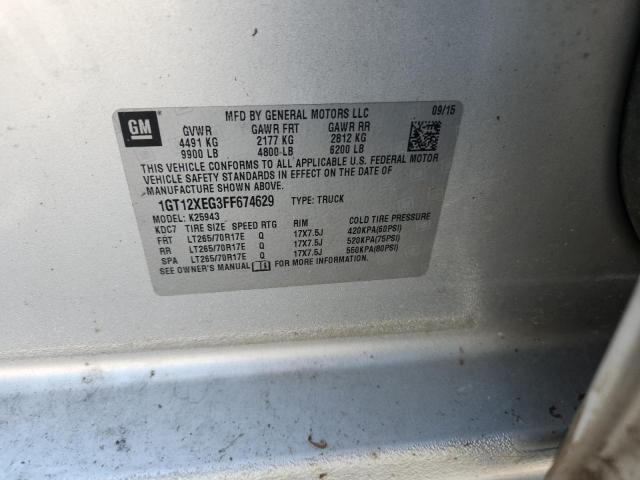 GM
MFD BY GENERAL MOTORS LLC 09/15
GVWR GAWR FRT GAWR RR
4491 KG 2177 KG 2812 KG
9900 LB 4800 LB 6200 LB
THIS VEHICLE CONFORMS TO ALL APPLICABLE U.S. FEDERAL MOTOR
VEHICLE SAFETY STANDARDS IN EFFECT ON THE DATE OF
MANUFACTURE SHOWN ABOVE.
1GT12XEG3FF674629 TYPE: TRUCK
MODEL: K25943
KDC7 TIRE SIZE SPEED RTG RIM COLD TIRE PRESSURE
FRT LT265/70R17E Q 17X7.5J 420KPA(60PSI)
RR LT265/70R17E Q 17X7.5J 520KPA(75PSI)
SPA LT265/70R17E Q 17X7.5J 550KPA(80PSI)
SEE OWNER'S MANUAL FOR MORE INFORMATION.